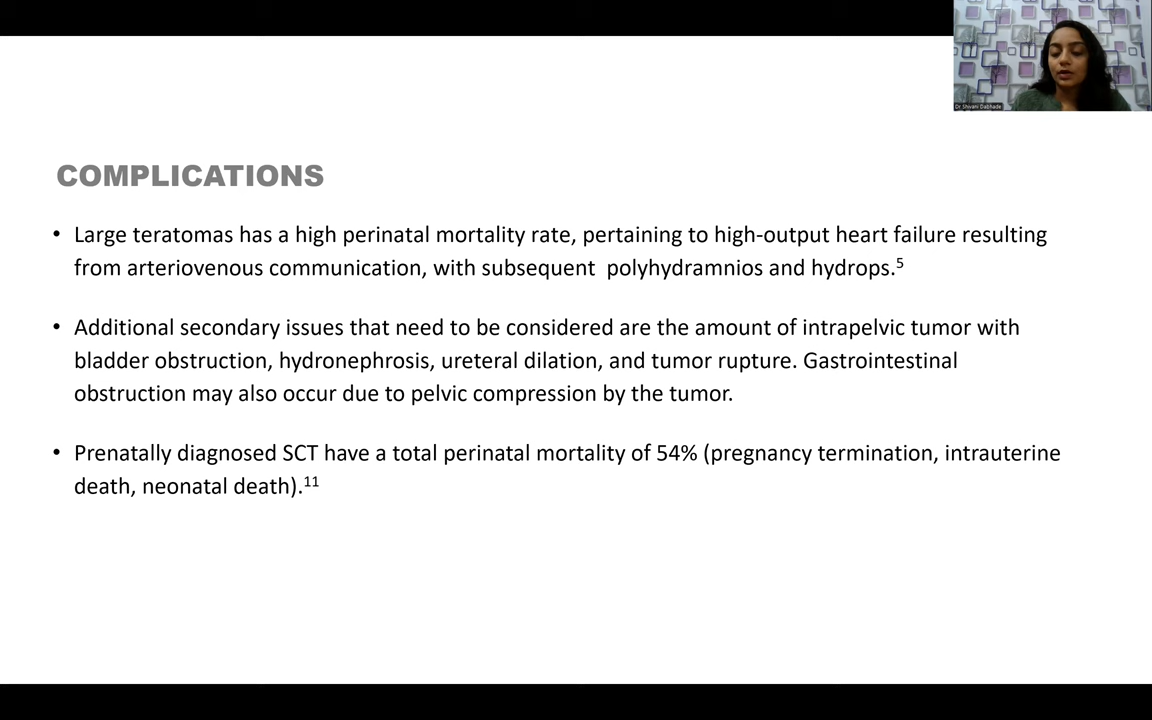 Dr Shivani Dabhade
COMPLICATIONS
• Large teratomas has a high perinatal mortality rate, pertaining to high-output heart failure resulting
from arteriovenous communication, with subsequent  polyhydramnios and hydrops.⁵
• Additional secondary issues that need to be considered are the amount of intrapelvic tumor with
bladder obstruction, hydronephrosis, ureteral dilation, and tumor rupture. Gastrointestinal
obstruction may also occur due to pelvic compression by the tumor.
• Prenatally diagnosed SCT have a total perinatal mortality of 54% (pregnancy termination, intrauterine
death, neonatal death).¹¹